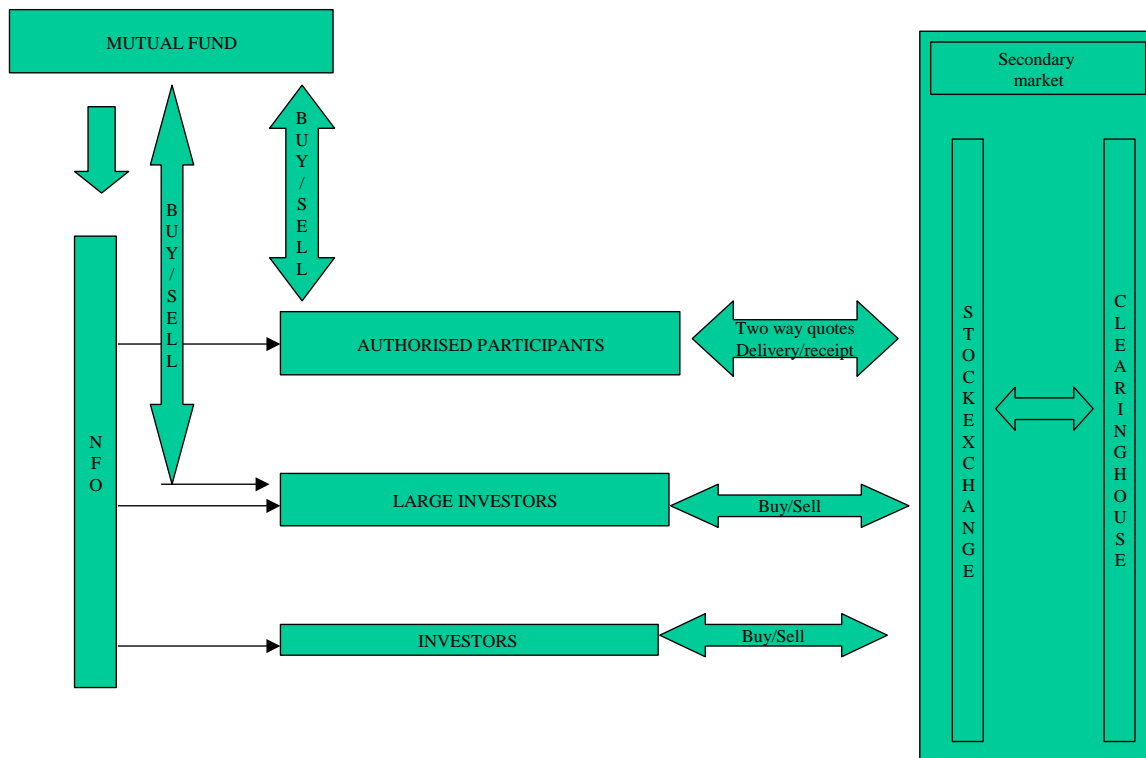 MUTUAL FUND
Secondary
market
BUY/SELL
BUY/SELL
NFO
AUTHORISED PARTICIPANTS
Two way quotes
Delivery/receipt
LARGE INVESTORS
Buy/Sell
INVESTORS
Buy/Sell
STOCKEXCHANGE
CLEARINGHOUSE